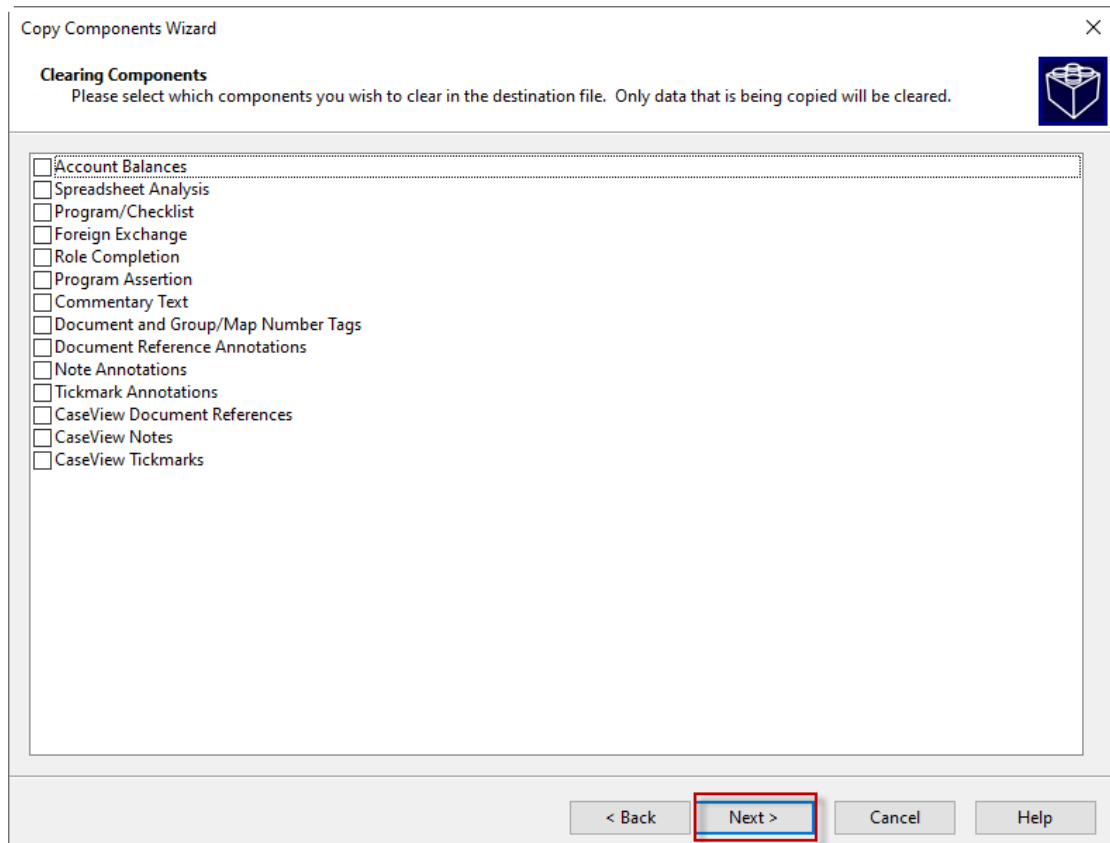 Copy Components Wizard
Clearing Components
Please select which components you wish to clear in the destination file. Only data that is being copied will be cleared.
Account Balances
Spreadsheet Analysis
Program/Checklist
Foreign Exchange
Role Completion
Program Assertion
Commentary Text
Document and Group/Map Number Tags
Document Reference Annotations
Note Annotations
Tickmark Annotations
CaseView Document References
CaseView Notes
CaseView Tickmarks
< Back Next > Cancel Help